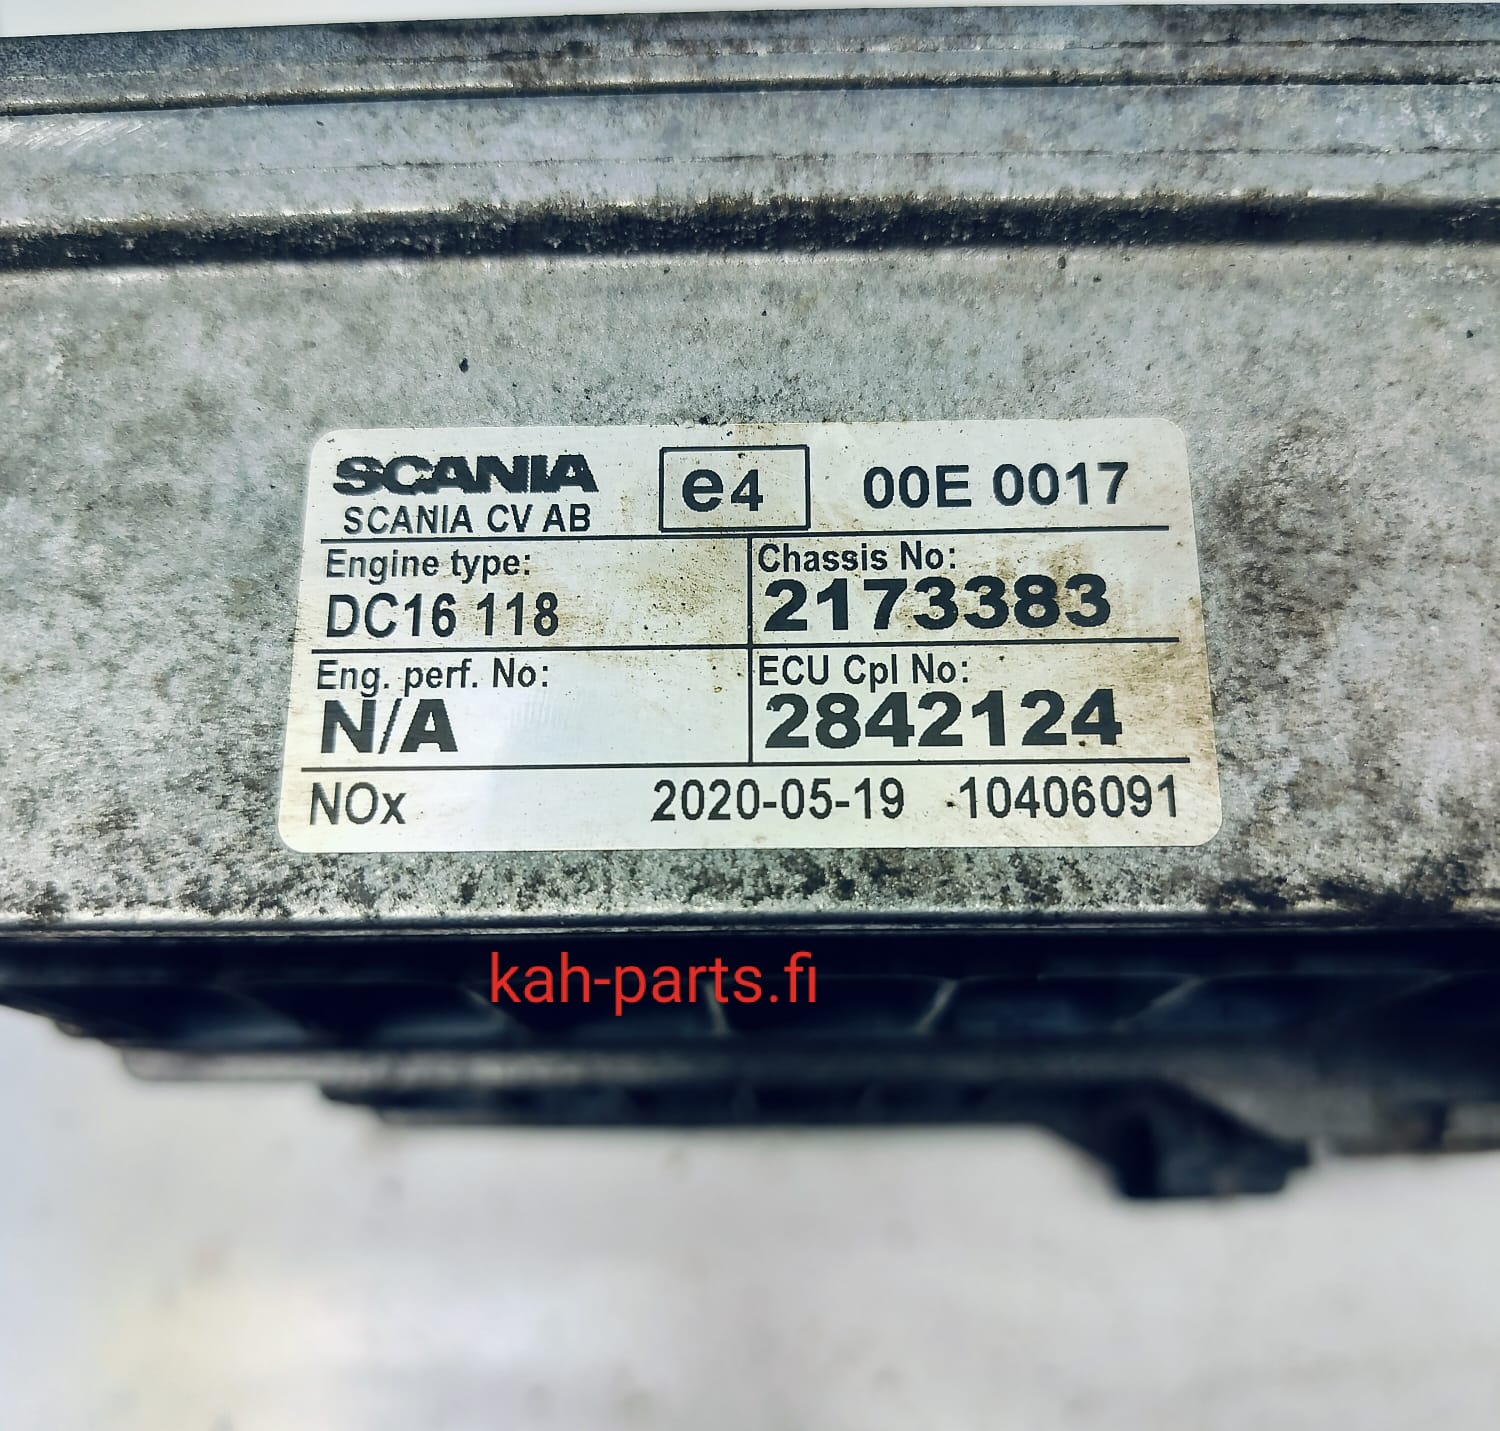 SCANIA e4 00E 0017
SCANIA CV AB
Engine type: Chassis No:
DC16 118 2173383
Eng. perf. No: ECU Cpl No:
N/A 2842124
NOx 2020-05-19 10406091
kah-parts.fi